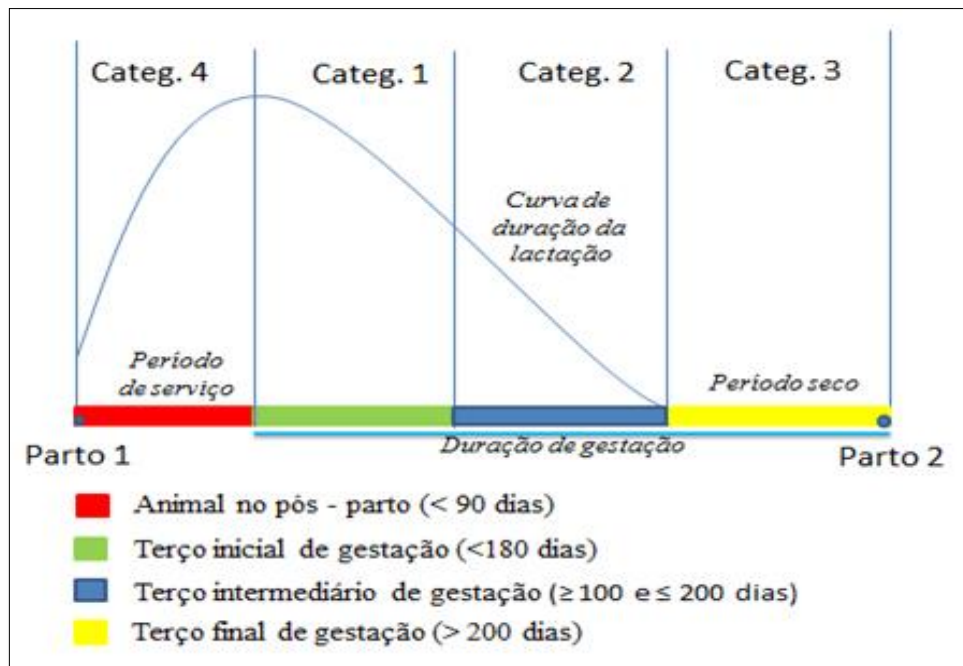 Categ. 4
Categ. 1
Categ. 2
Categ. 3
Curva de
duração da
lactação
Período
de serviço
Período seco
Duração de gestação
Parto 1
Parto 2
Animal no pós - parto (< 90 dias)
Terço inicial de gestação (<180 dias)
Terço intermediário de gestação (≥ 100 e ≤ 200 dias)
Terço final de gestação (> 200 dias)